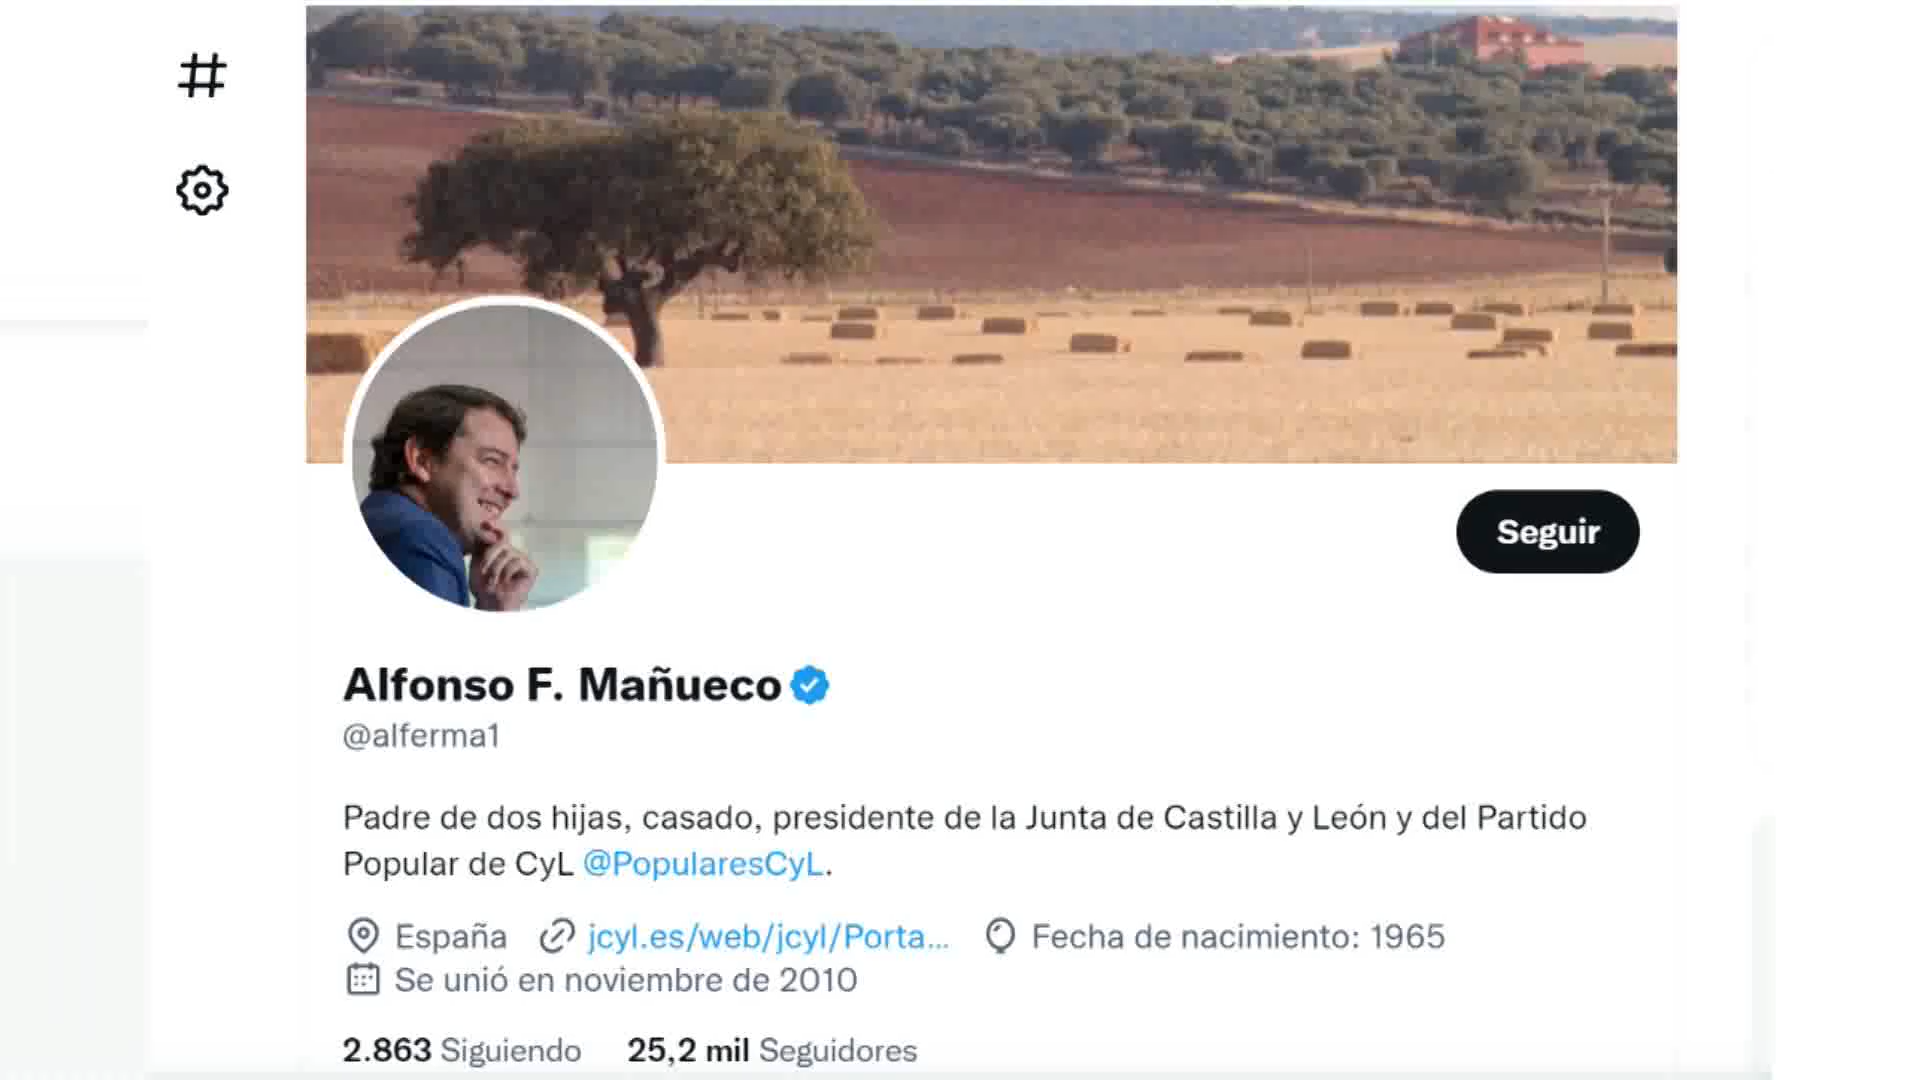 Seguir
Alfonso F. Mañueco
@alferma1
Padre de dos hijas, casado, presidente de la Junta de Castilla y León y del Partido
Popular de CyL @PopularesCyL.
España jcyl.es/web/jcyl/Porta... Fecha de nacimiento: 1965
Se unió en noviembre de 2010
2.863 Siguiendo 25,2 mil Seguidores